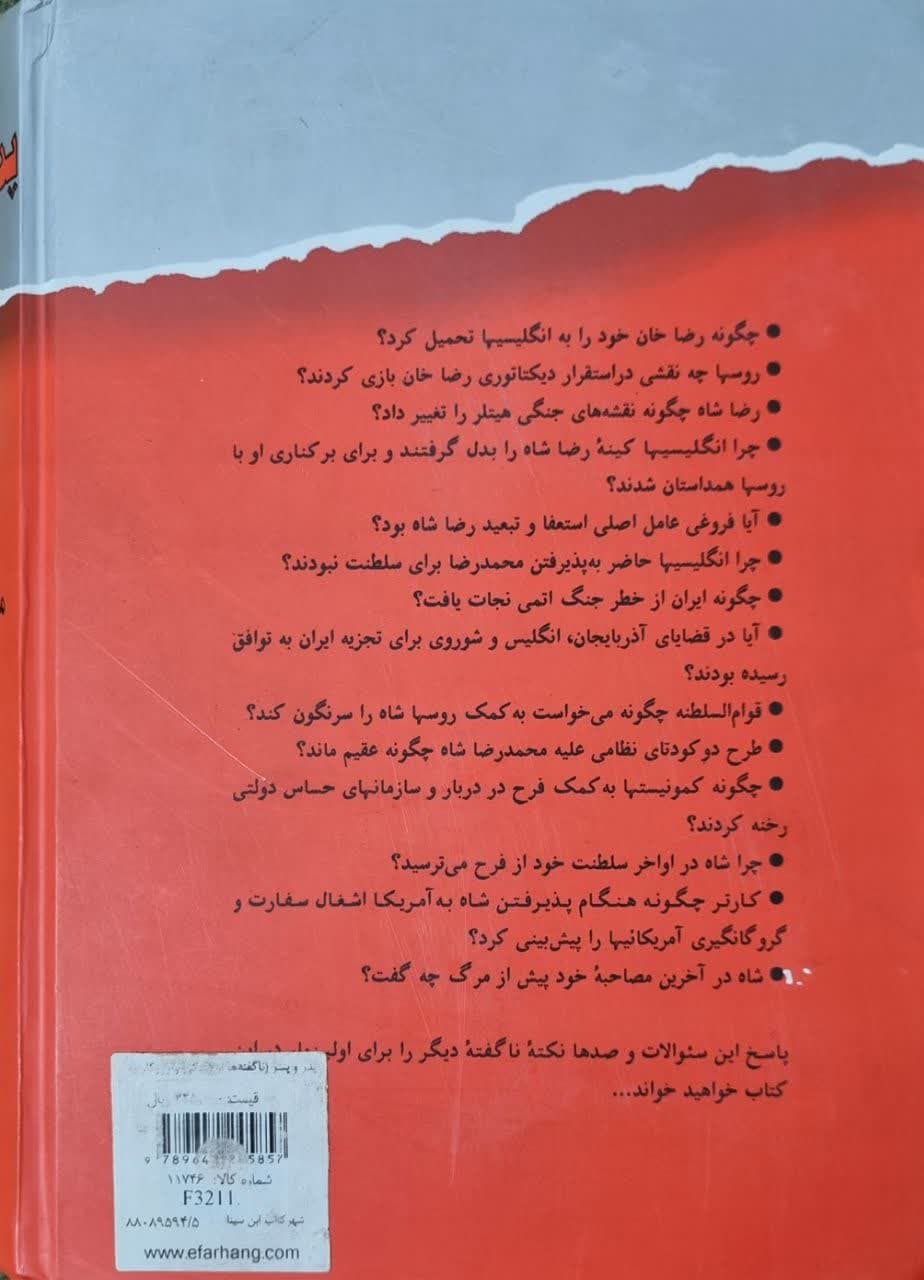 ● چگونه رضا خان خود را به انگلیسیها تحمیل کرد؟
● روسها چه نقشی دراستقرار دیکتاتوری رضا خان بازی کردند؟
● رضا شاه چگونه نقشه‌های جنگی هیتلر را تغییر داد؟
● چرا انگلیسیها کینهٔ رضا شاه را بدل گرفتند و برای برکناری او با
روسها همداستان شدند؟
● آیا فروغی عامل اصلی استعفا و تبعید رضا شاه بود؟
● چرا انگلیسیها حاضر به‌پذیرفتن محمدرضا برای سلطنت نبودند؟
● چگونه ایران از خطر جنگ اتمی نجات یافت؟
● آیا در قضایای آذربایجان، انگلیس و شوروی برای تجزیه ایران به توافق
رسیده بودند؟
● قوام‌السلطنه چگونه می‌خواست به‌کمک روسها شاه را سرنگون کند؟
● طرح دو کودتای نظامی علیه محمدرضا شاه چگونه عقیم ماند؟
● چگونه کمونیستها به‌کمک فرح در دربار و سازمانهای حساس دولتی
رخنه کردند؟
● چرا شاه در اواخر سلطنت خود از فرح می‌ترسید؟
● کارتر چگونه هنگام پذیرفتن شاه به‌آمریکا اشغال سفارت و
گروگانگیری آمریکائیها را پیش‌بینی کرد؟
● شاه در آخرین مصاحبهٔ خود پیش از مرگ چه گفت؟
پاسخ این سئوالات و صدها نکتهٔ ناگفتهٔ دیگر را برای اولین
کتاب خواهید خواند...
پدر و پسر (ناگفته‌ها
قیمت:
شماره کالا: ۱۱۷۴۶
F3211
شهر کتاب ابن سینا ۸۸۰۸۹۵۹۴/۵
www.efarhang.com